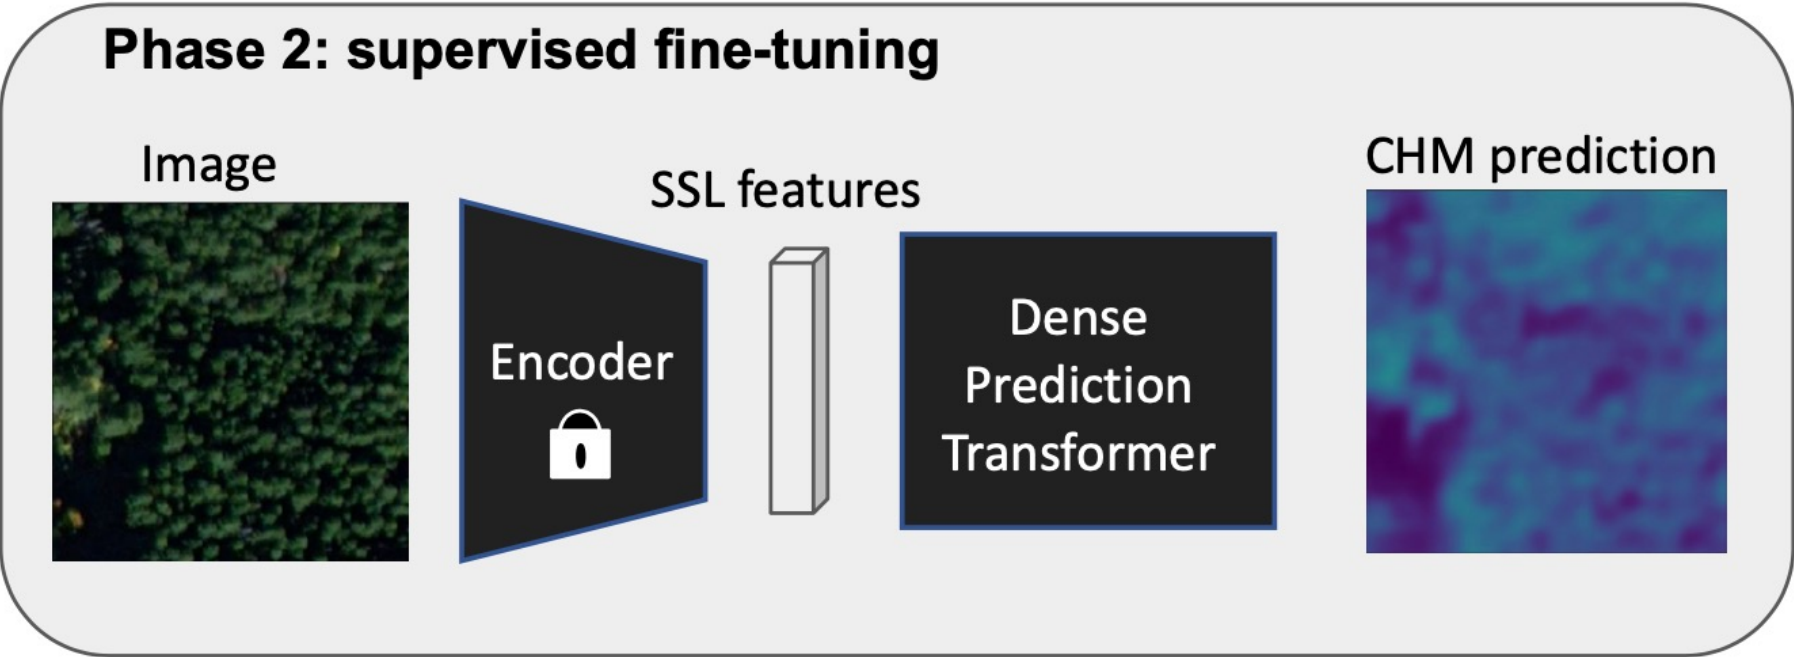 Phase 2: supervised fine-tuning
Image
SSL features
CHM prediction
Encoder
Dense
Prediction
Transformer